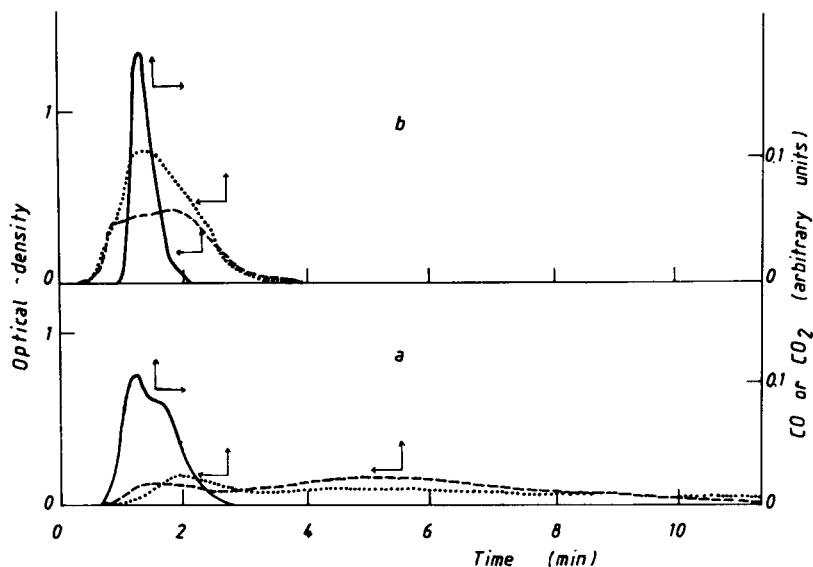 1
b
0.1
0
0
1
a
0.1
0
0
0 2 4 6 8 10
Time (min)
Optical -density
CO or CO2 (arbitrary units)